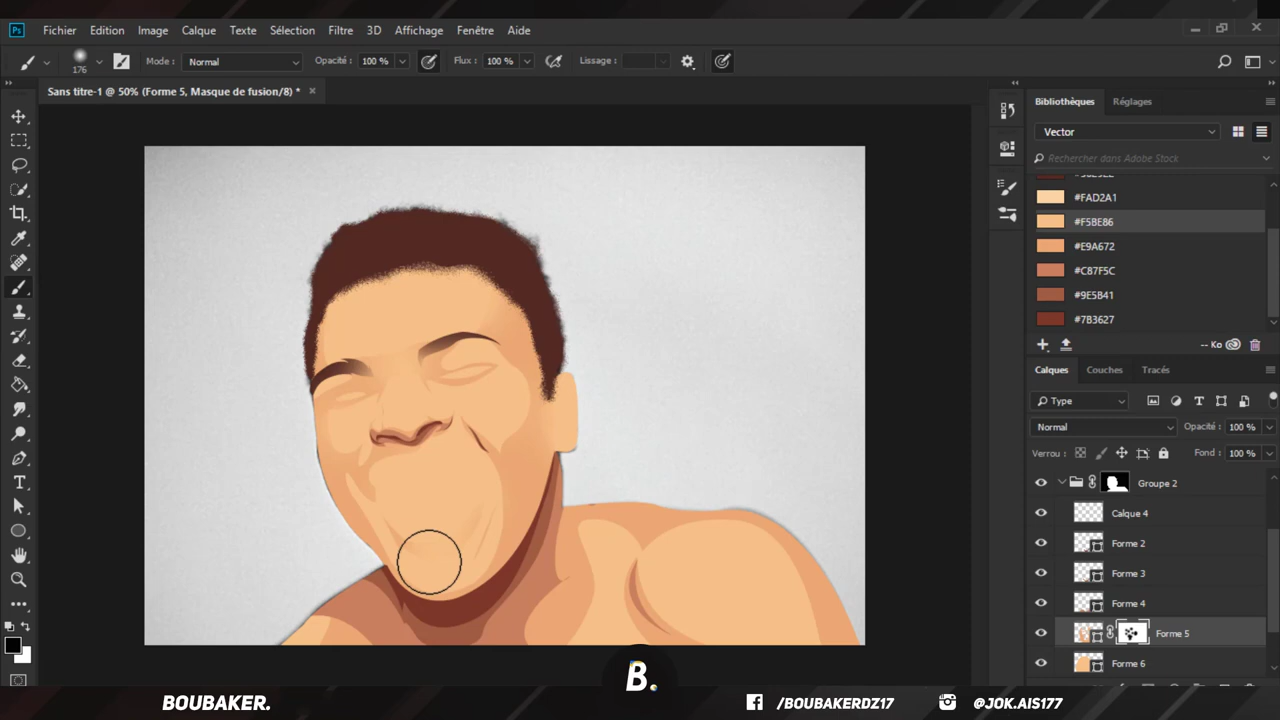 Ps Fichier Edition Image Calque Texte Sélection Filtre 3D Affichage Fenêtre Aide
176 Mode : Normal Opacité : 100 % Flux : 100 % Lissage :
Sans titre-1 @ 50% (Forme 5, Masque de fusion/8) *
Bibliothèques Réglages
Vector
Rechercher dans Adobe Stock
#FAD2A1
#F5BE86
#E9A672
#C87F5C
#9E5B41
#7B3627
-- Ko
Calques Couches Tracés
Type
Normal Opacité : 100 %
Verrou : Fond : 100 %
Groupe 2
Calque 4
Forme 2
Forme 3
Forme 4
Forme 5
Forme 6
B.
BOUBAKER. /BOUBAKERDZ17 @JOK.AIS177